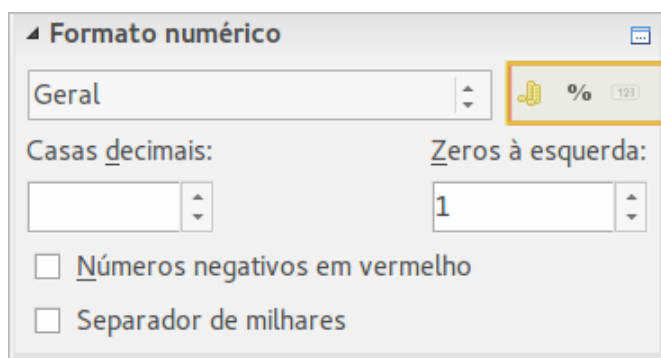 Formato numérico
Geral % 123
Casas decimais: Zeros à esquerda:
1
Números negativos em vermelho
Separador de milhares